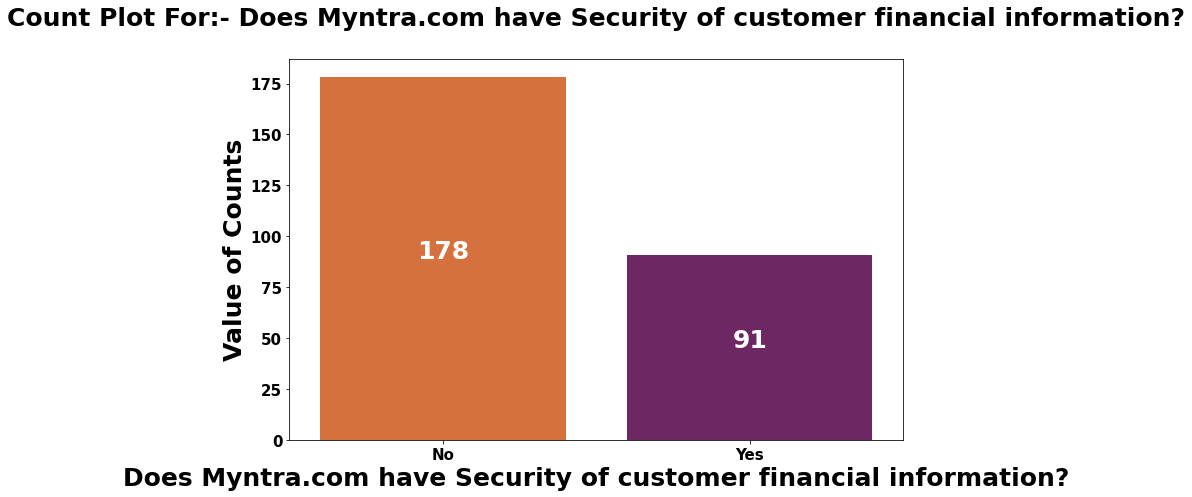 Count Plot For:- Does Myntra.com have Security of customer financial information?
Value of Counts
175
150
125
100
75
50
25
0
178
91
No
Yes
Does Myntra.com have Security of customer financial information?